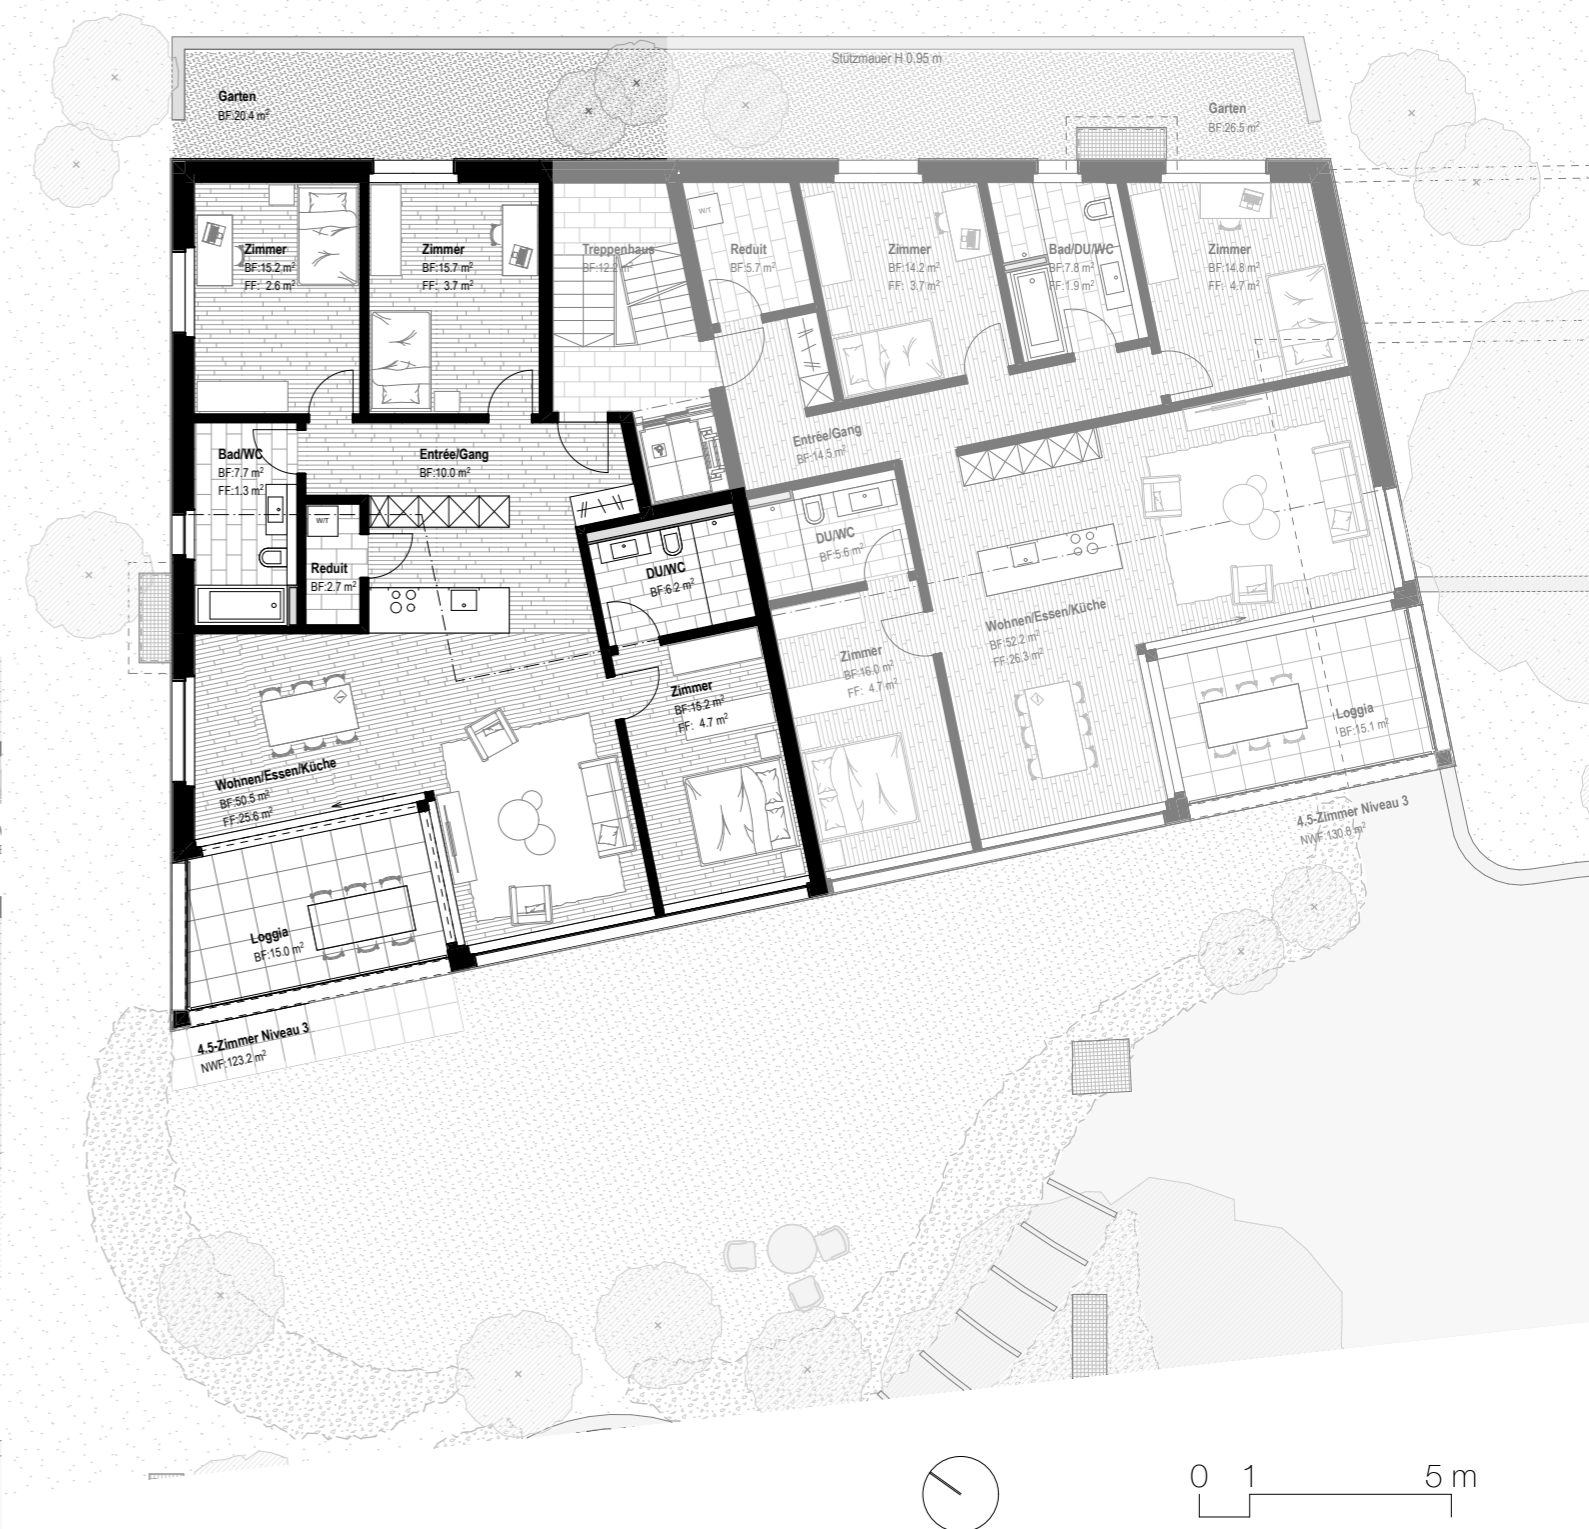 Stützmauer H 0.95 m
Garten
BF:20.4 m²
Garten
BF:26.5 m²
Zimmer
BF:15.2 m²
FF: 2.6 m²
Zimmer
BF:15.7 m²
FF: 3.7 m²
Treppenhaus
BF:12.2 m²
W/T
Reduit
BF:5.7 m²
Zimmer
BF:14.2 m²
FF: 3.7 m²
Bad/DU/WC
BF:7.8 m²
FF:1.9 m²
Zimmer
BF:14.8 m²
FF: 4.7 m²
Bad/WC
BF:7.7 m²
FF:1.3 m²
Entrée/Gang
BF:10.0 m²
Entrée/Gang
BF:14.5 m²
W/T
Reduit
BF:2.7 m²
DU/WC
BF:6.2 m²
DU/WC
BF:5.6 m²
Wohnen/Essen/Küche
BF:52.2 m²
FF:26.3 m²
Zimmer
BF:16.0 m²
FF: 4.7 m²
Zimmer
BF:15.2 m²
FF: 4.7 m²
Loggia
BF:15.1 m²
Wohnen/Essen/Küche
BF:50.5 m²
FF:25.6 m²
4.5-Zimmer Niveau 3
NWF:130.8 m²
Loggia
BF:15.0 m²
4.5-Zimmer Niveau 3
NWF:123.2 m²
0 1 5 m